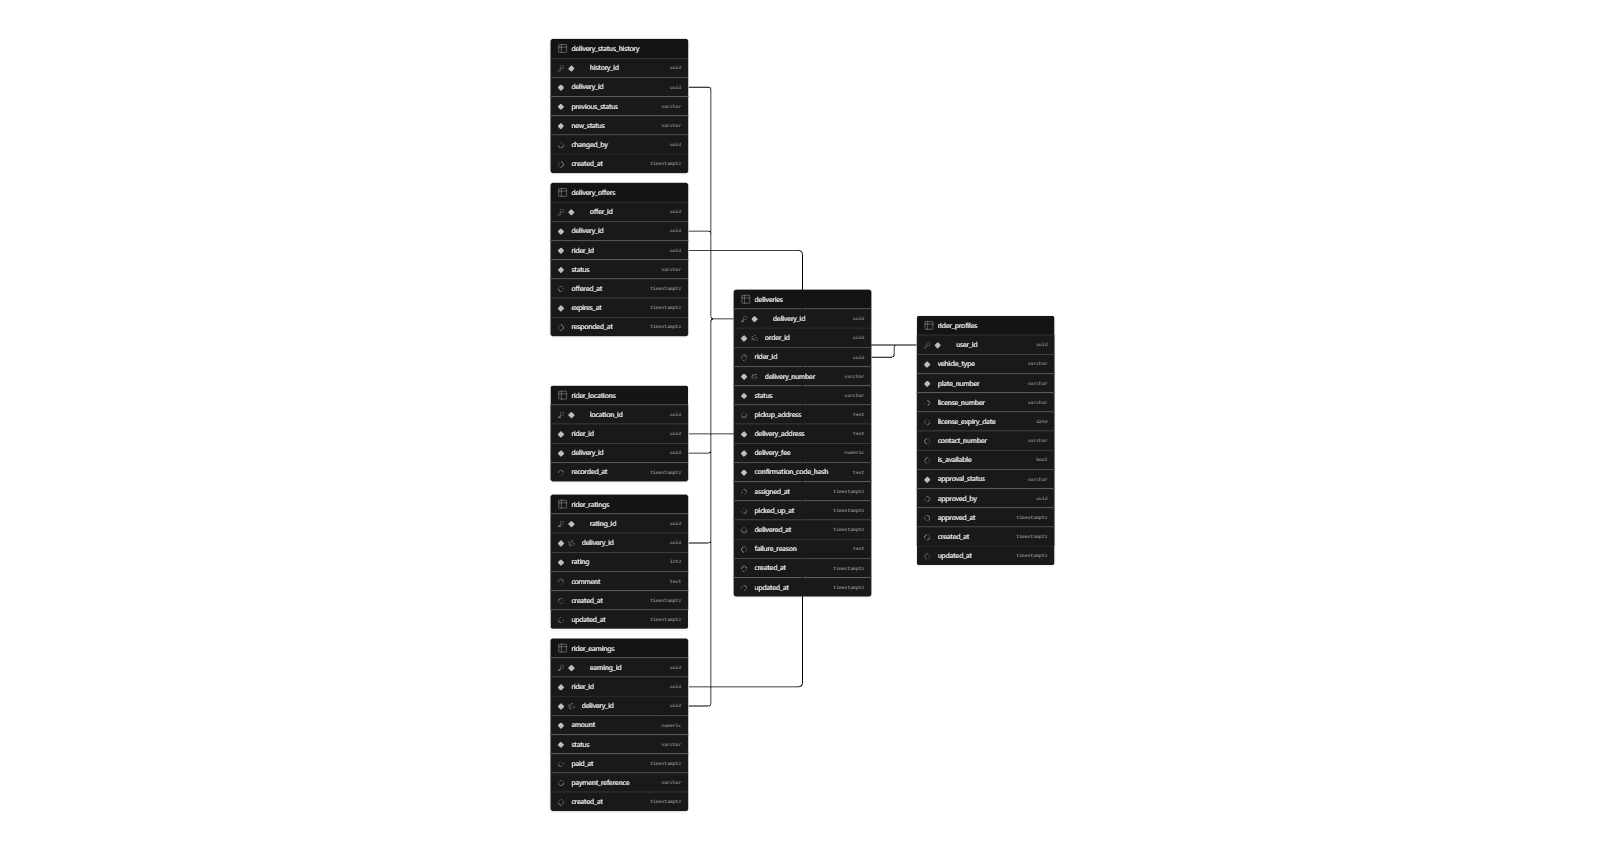 delivery_status_history
history_id uuid
delivery_id uuid
previous_status varchar
new_status varchar
changed_by uuid
created_at timestamptz
delivery_offers
offer_id uuid
delivery_id uuid
rider_id uuid
status varchar
offered_at timestamptz
expires_at timestamptz
responded_at timestamptz
rider_locations
location_id uuid
rider_id uuid
delivery_id uuid
recorded_at timestamptz
rider_ratings
rating_id uuid
delivery_id uuid
rating int2
comment text
created_at timestamptz
updated_at timestamptz
rider_earnings
earning_id uuid
rider_id uuid
delivery_id uuid
amount numeric
status varchar
paid_at timestamptz
payment_reference varchar
created_at timestamptz
deliveries
delivery_id uuid
order_id uuid
rider_id uuid
delivery_number varchar
status varchar
pickup_address text
delivery_address text
delivery_fee numeric
confirmation_code_hash text
assigned_at timestamptz
picked_up_at timestamptz
delivered_at timestamptz
failure_reason text
created_at timestamptz
updated_at timestamptz
rider_profiles
user_id uuid
vehicle_type varchar
plate_number varchar
license_number varchar
license_expiry_date date
contact_number varchar
is_available bool
approval_status varchar
approved_by uuid
approved_at timestamptz
created_at timestamptz
updated_at timestamptz